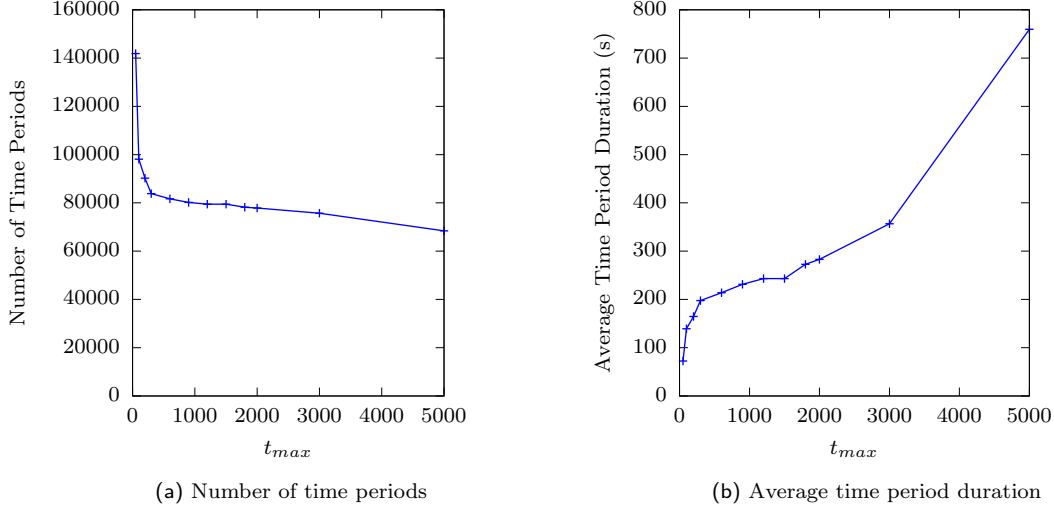 Number of Time Periods
160000
140000
120000
100000
80000
60000
40000
20000
0
0 1000 2000 3000 4000 5000
t_max
(a) Number of time periods
Average Time Period Duration (s)
800
700
600
500
400
300
200
100
0
0 1000 2000 3000 4000 5000
t_max
(b) Average time period duration